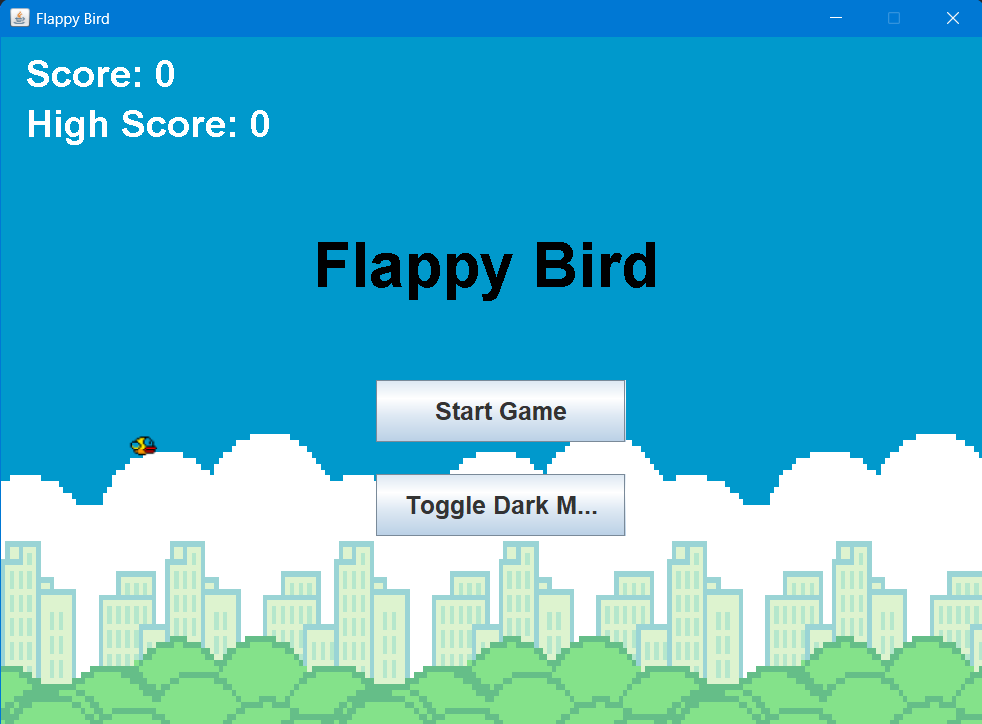 Flappy Bird
Score: 0
High Score: 0
Flappy Bird
Start Game
Toggle Dark M...